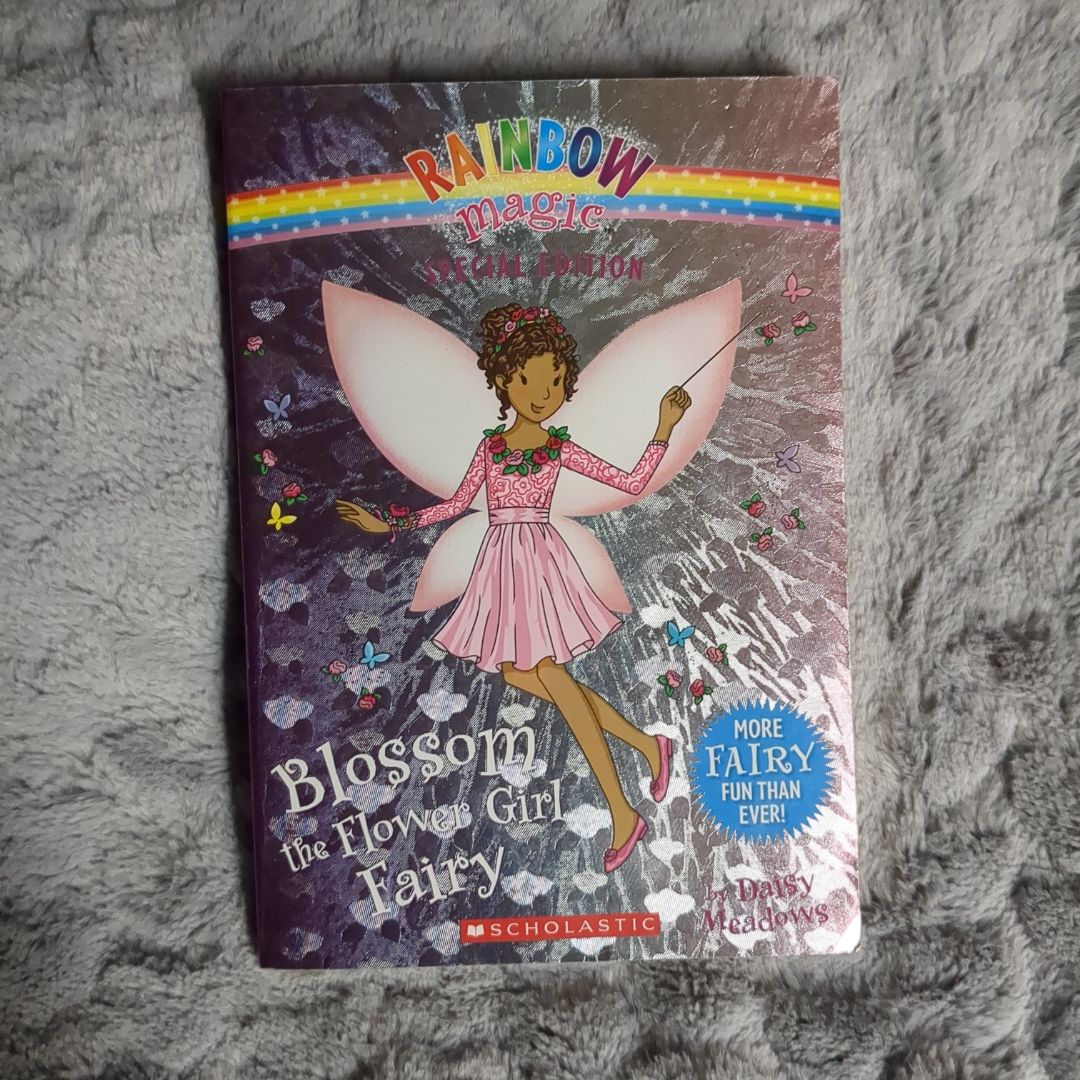 RAINBOW
magic
SPECIAL EDITION
Blossom
the Flower Girl
Fairy
MORE
FAIRY
FUN THAN
EVER!
by Daisy
Meadows
SCHOLASTIC